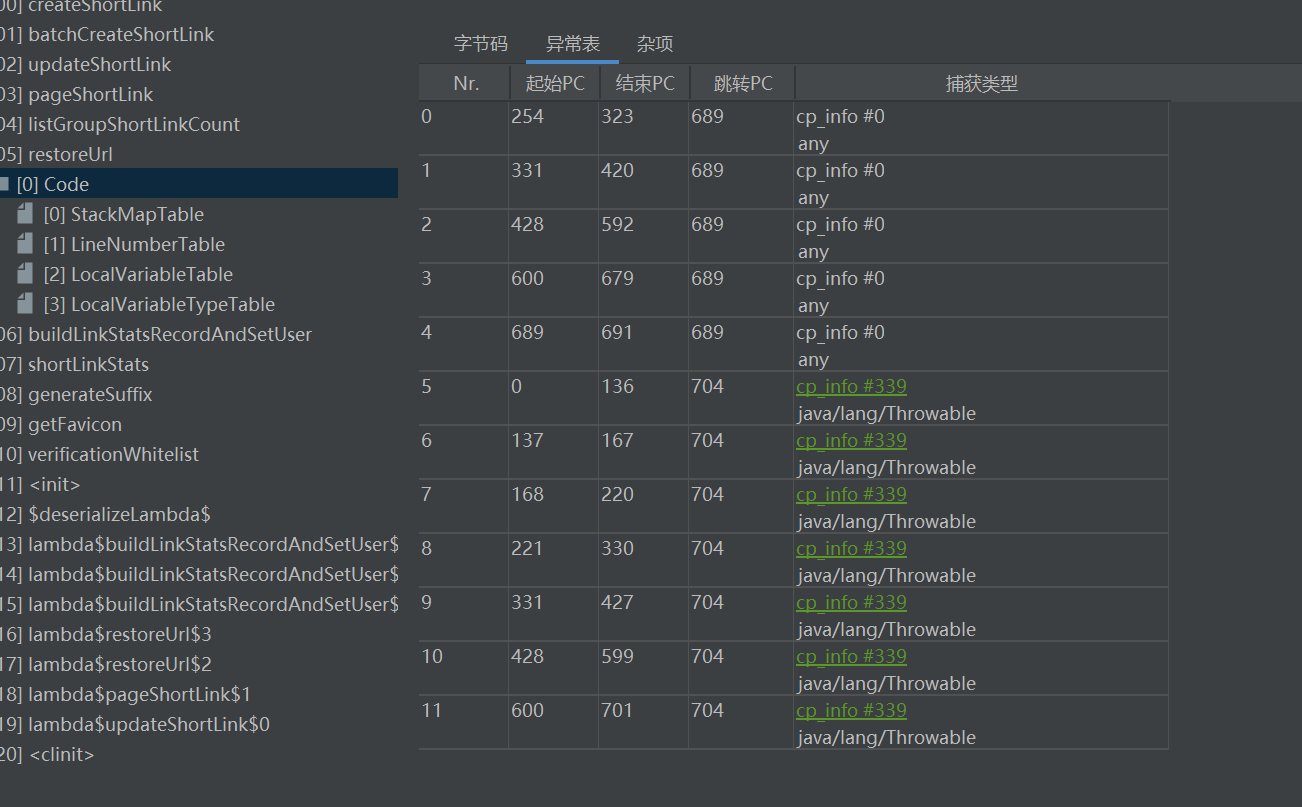 00] createShortLink
01] batchCreateShortLink
02] updateShortLink
03] pageShortLink
04] listGroupShortLinkCount
05] restoreUrl
[0] Code
[0] StackMapTable
[1] LineNumberTable
[2] LocalVariableTable
[3] LocalVariableTypeTable
06] buildLinkStatsRecordAndSetUser
07] shortLinkStats
08] generateSuffix
09] getFavicon
10] verificationWhitelist
11] <init>
12] $deserializeLambda$
13] lambda$buildLinkStatsRecordAndSetUser$
14] lambda$buildLinkStatsRecordAndSetUser$
15] lambda$buildLinkStatsRecordAndSetUser$
16] lambda$restoreUrl$3
17] lambda$restoreUrl$2
18] lambda$pageShortLink$1
19] lambda$updateShortLink$0
20] <clinit>
字节码 异常表 杂项
Nr. 起始PC 结束PC 跳转PC 捕获类型
0 254 323 689 cp_info #0
any
1 331 420 689 cp_info #0
any
2 428 592 689 cp_info #0
any
3 600 679 689 cp_info #0
any
4 689 691 689 cp_info #0
any
5 0 136 704 cp_info #339
java/lang/Throwable
6 137 167 704 cp_info #339
java/lang/Throwable
7 168 220 704 cp_info #339
java/lang/Throwable
8 221 330 704 cp_info #339
java/lang/Throwable
9 331 427 704 cp_info #339
java/lang/Throwable
10 428 599 704 cp_info #339
java/lang/Throwable
11 600 701 704 cp_info #339
java/lang/Throwable